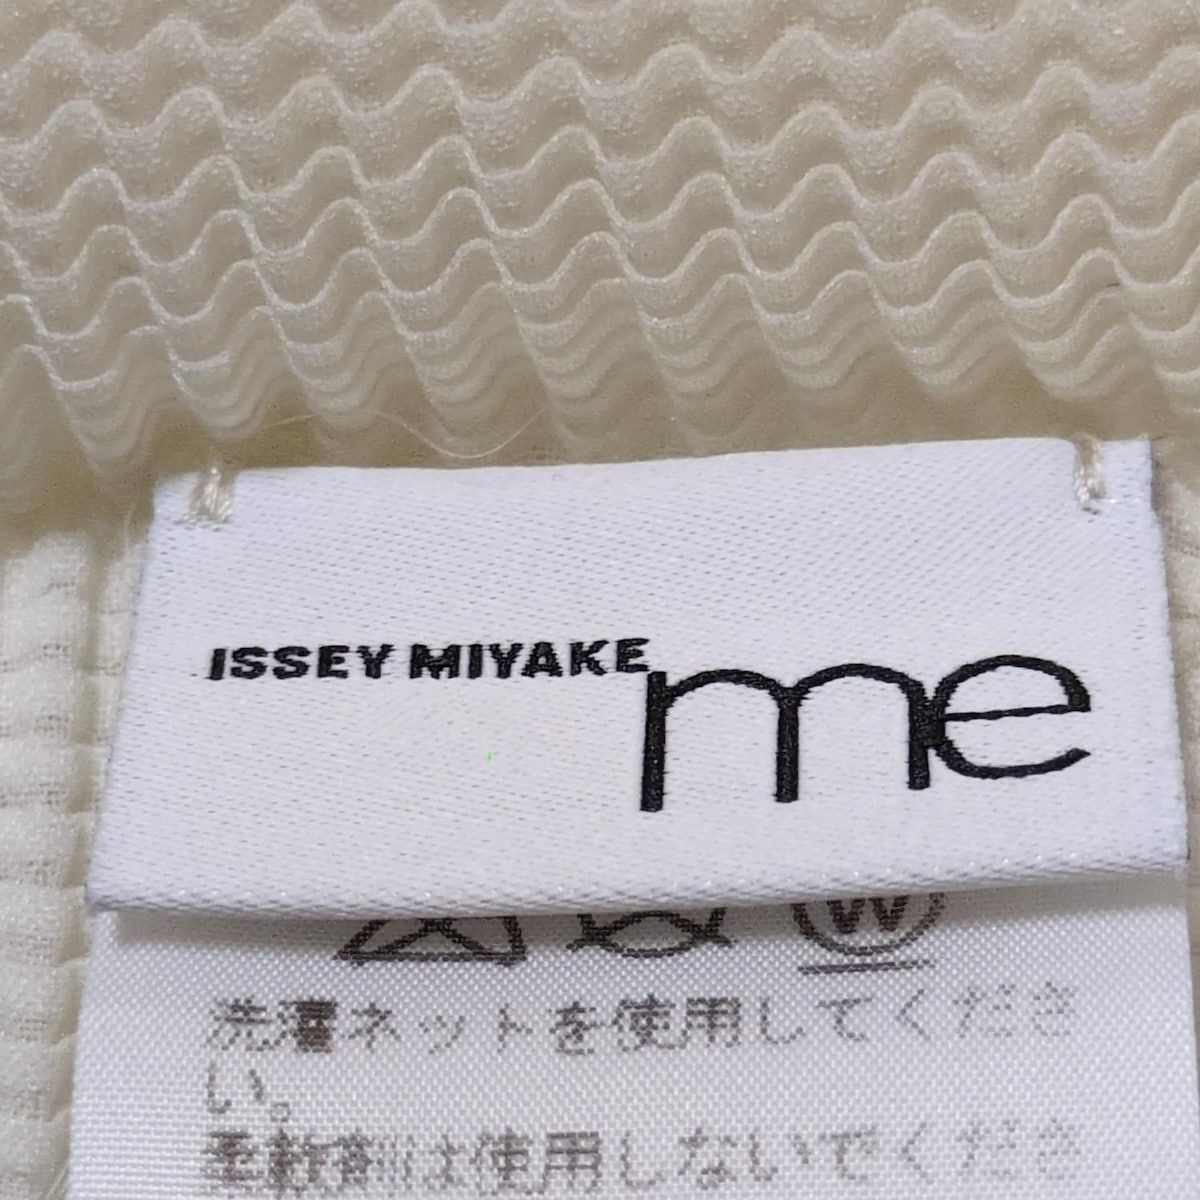 ISSEY MIYAKE me
W
洗濯ネットを使用してくださ
い。
柔軟剤は使用しないでくださ